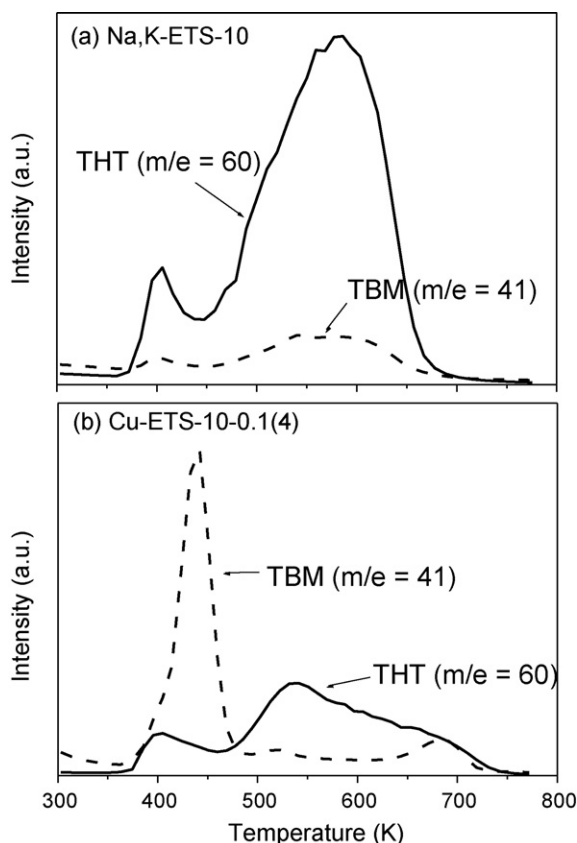 (a) Na,K-ETS-10
THT (m/e = 60)
TBM (m/e = 41)
Intensity (a.u.)
(b) Cu-ETS-10-0.1(4)
TBM (m/e = 41)
THT (m/e = 60)
Intensity (a.u.)
300 400 500 600 700 800
Temperature (K)